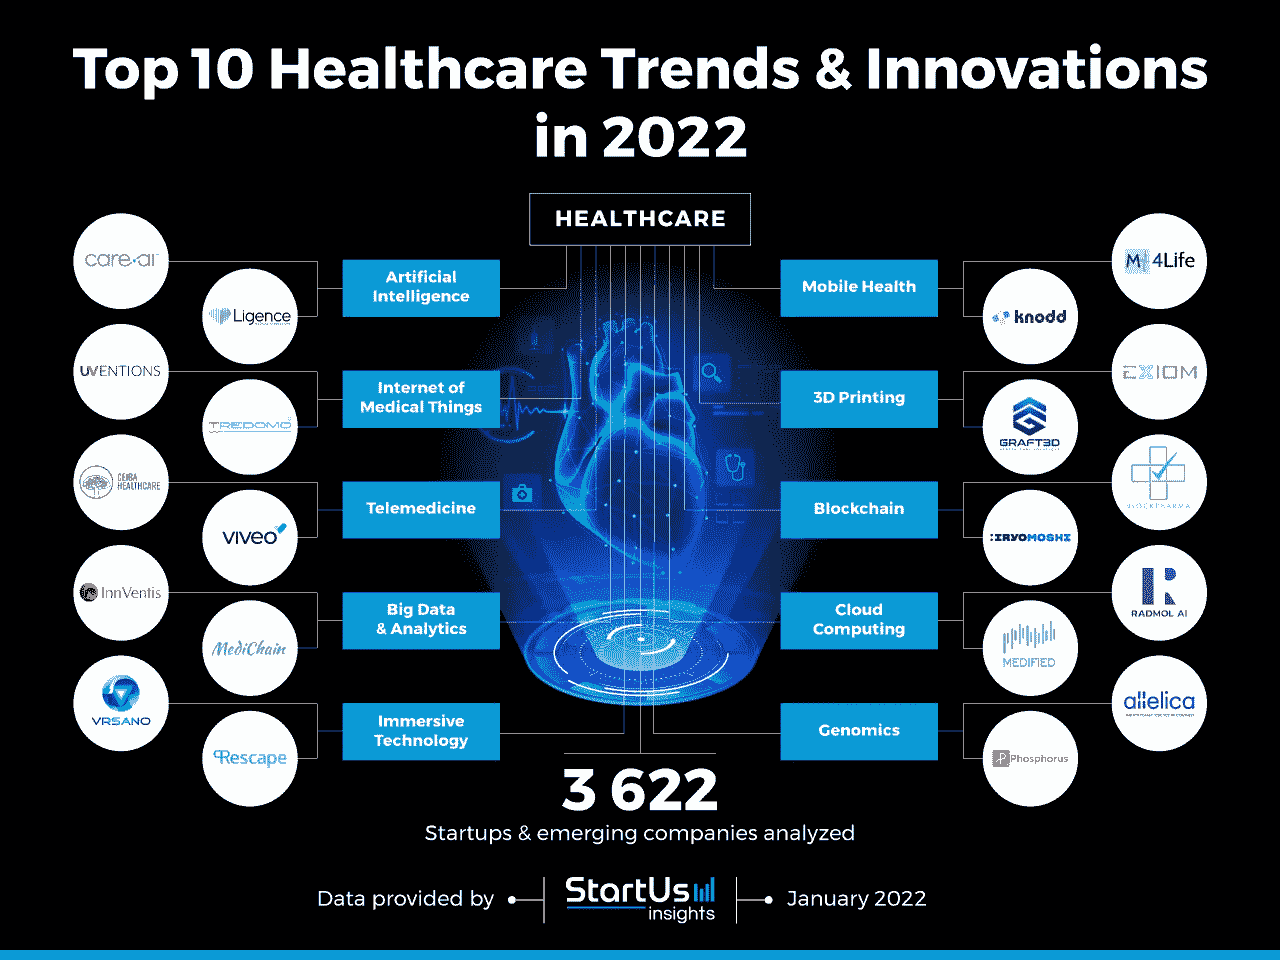 Top 10 Healthcare Trends & Innovations
in 2022
HEALTHCARE
care.ai
Ligence
Artificial
Intelligence
UVENTIONS
TREDOMO
Internet of
Medical Things
CEIBA
HEALTHCARE
VIVEO
Telemedicine
InnVentis
MediChain
Big Data
& Analytics
VRSANO
Rescape
Immersive
Technology
Mobile Health
knodd
M 4Life
3D Printing
GRAFT3D
EXIOM
Blockchain
:IRYOMOSHI
BLOCKPHARMA
Cloud
Computing
MEDIFIED
RADMOL AI
Genomics
Phosphorus
allelica
3 622
Startups & emerging companies analyzed
Data provided by
StartUs
insights
January 2022